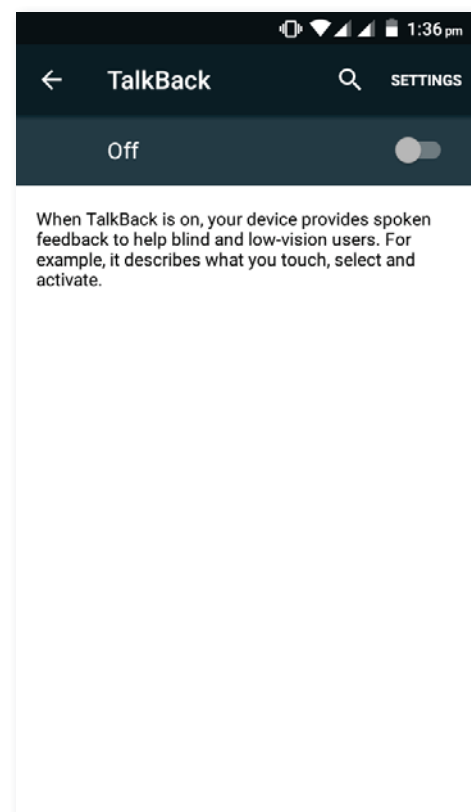 1:36 pm
TalkBack
SETTINGS
Off
When TalkBack is on, your device provides spoken
feedback to help blind and low-vision users. For
example, it describes what you touch, select and
activate.